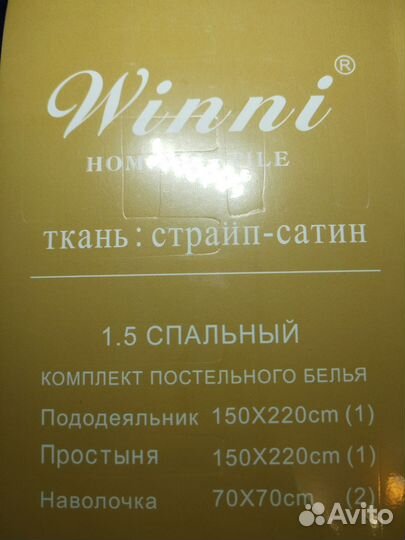 Winni®
HOME TEXTILE
ткань: страйп-сатин
1.5 СПАЛЬНЫЙ
КОМПЛЕКТ ПОСТЕЛЬНОГО БЕЛЬЯ
Пододеяльник 150X220cm (1)
Простыня 150X220cm (1)
Наволочка 70X70cm (2)
Avito